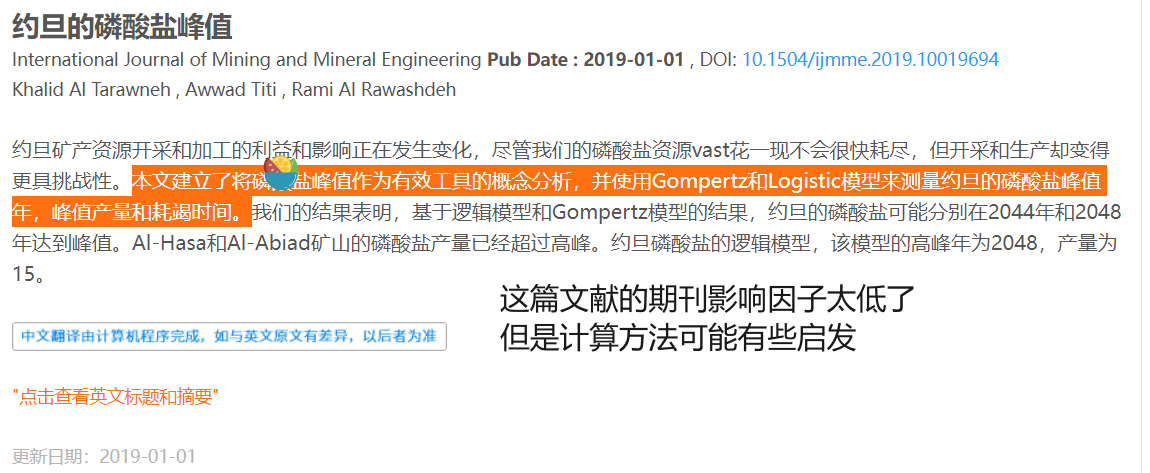 约旦的磷酸盐峰值
International Journal of Mining and Mineral Engineering Pub Date : 2019-01-01 , DOI: 10.1504/ijmme.2019.10019694
Khalid Al Tarawneh , Awwad Titi , Rami Al Rawashdeh
约旦矿产资源开采和加工的利益和影响正在发生变化，尽管我们的磷酸盐资源vast花一现不会很快耗尽，但开采和生产却变得
更具挑战性。本文建立了将磷盐峰值作为有效工具的概念分析，并使用Gompertz和Logistic模型来测量约旦的磷酸盐峰值
年，峰值产量和耗竭时间。我们的结果表明，基于逻辑模型和Gompertz模型的结果，约旦的磷酸盐可能分别在2044年和2048
年达到峰值。Al-Hasa和Al-Abiad矿山的磷酸盐产量已经超过高峰。约旦磷酸盐的逻辑模型，该模型的高峰年为2048，产量为
15。
这篇文献的期刊影响因子太低了
但是计算方法可能有些启发
中文翻译由计算机程序完成，如与英文原文有差异，以后者为准
"点击查看英文标题和摘要"
更新日期：2019-01-01